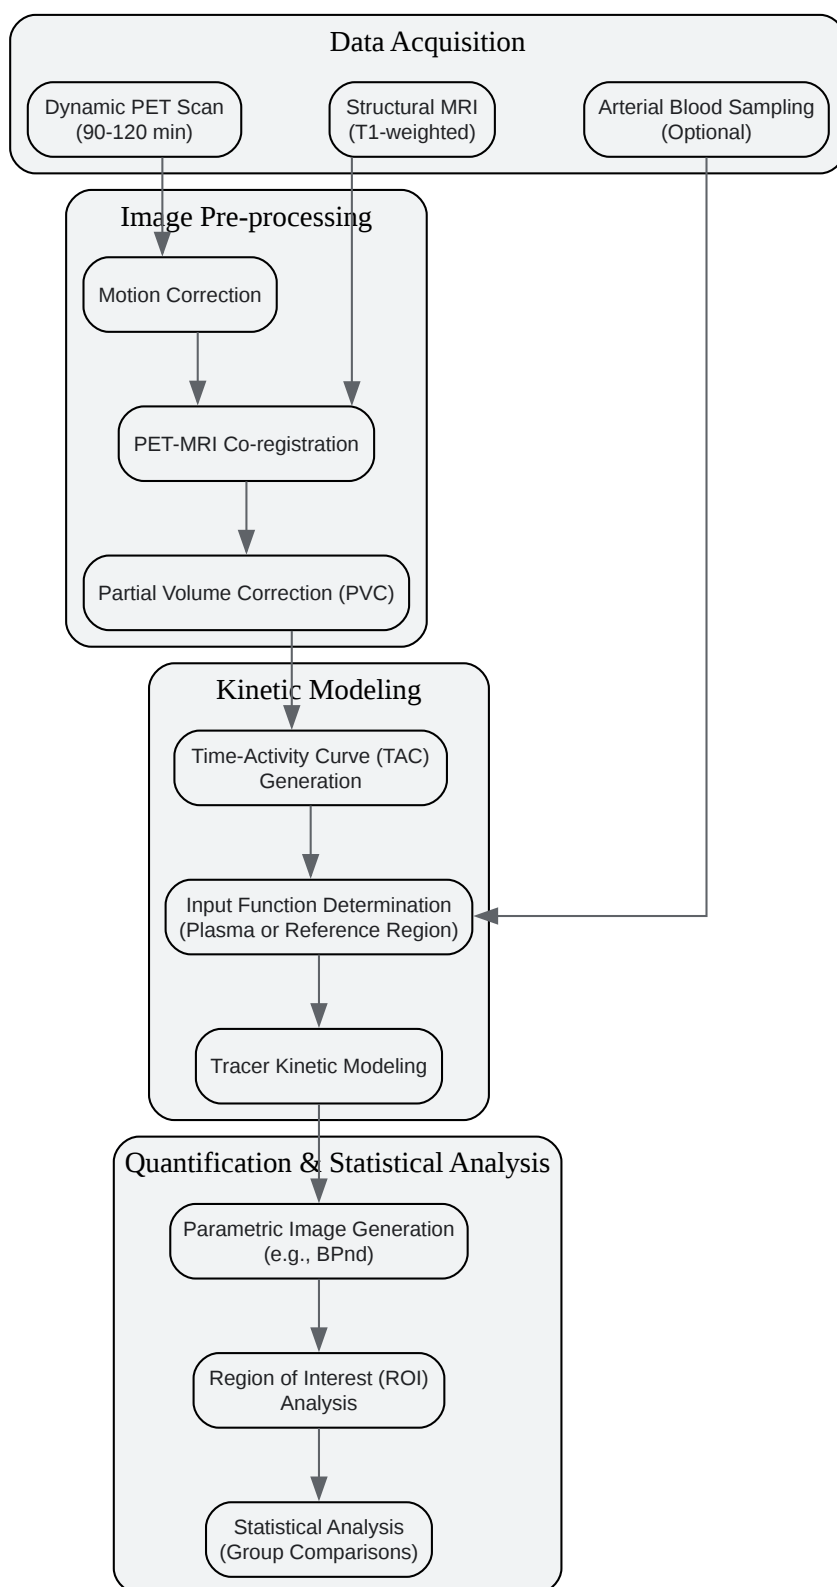 Data Acquisition
Dynamic PET Scan
(90-120 min)
Structural MRI
(T1-weighted)
Arterial Blood Sampling
(Optional)
Image Pre-processing
Motion Correction
PET-MRI Co-registration
Partial Volume Correction (PVC)
Kinetic Modeling
Time-Activity Curve (TAC)
Generation
Input Function Determination
(Plasma or Reference Region)
Tracer Kinetic Modeling
Quantification & Statistical Analysis
Parametric Image Generation
(e.g., BPnd)
Region of Interest (ROI)
Analysis
Statistical Analysis
(Group Comparisons)